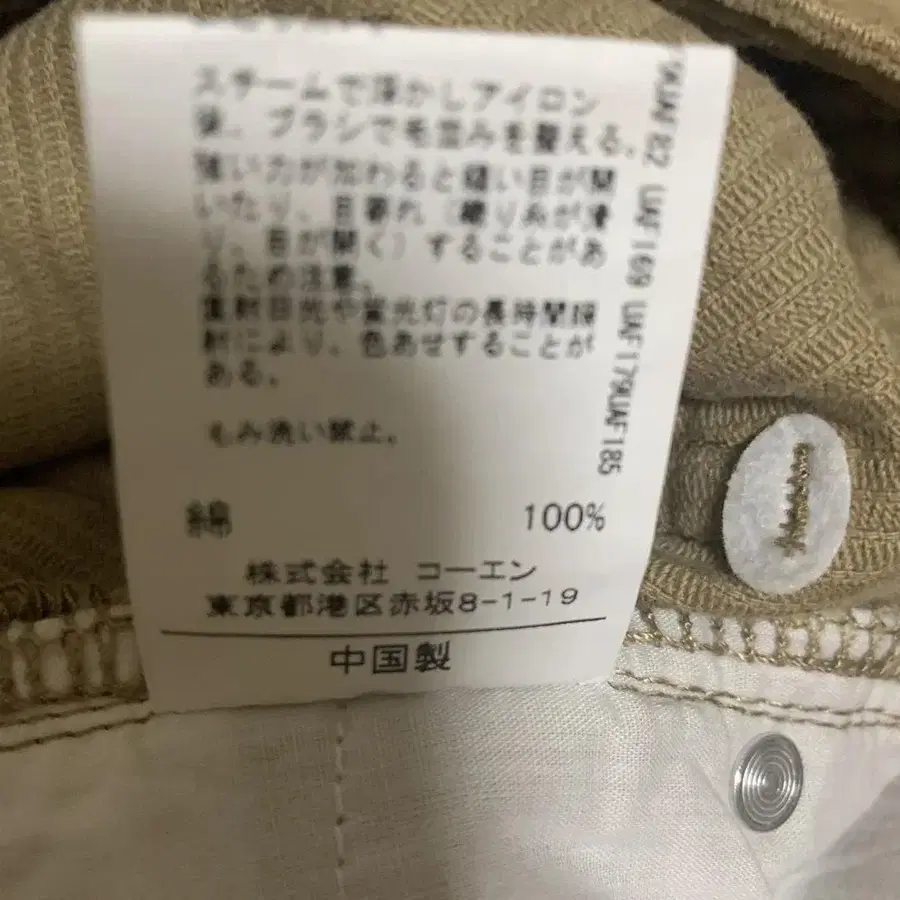 スチームで浮かしアイロン
後、ブラシで毛並みを整える。
強い力が加わると縫い目が開
いたり、目寄れ（織り糸が滑
り、目が開く）することがあ
るため注意。
直射日光や蛍光灯の長時間照
射により、色あせすることが
ある。
もみ洗い禁止。
綿 100%
株式会社 コーエン
東京都港区赤坂8-1-19
中国製
UAF169 UAF179UAF185